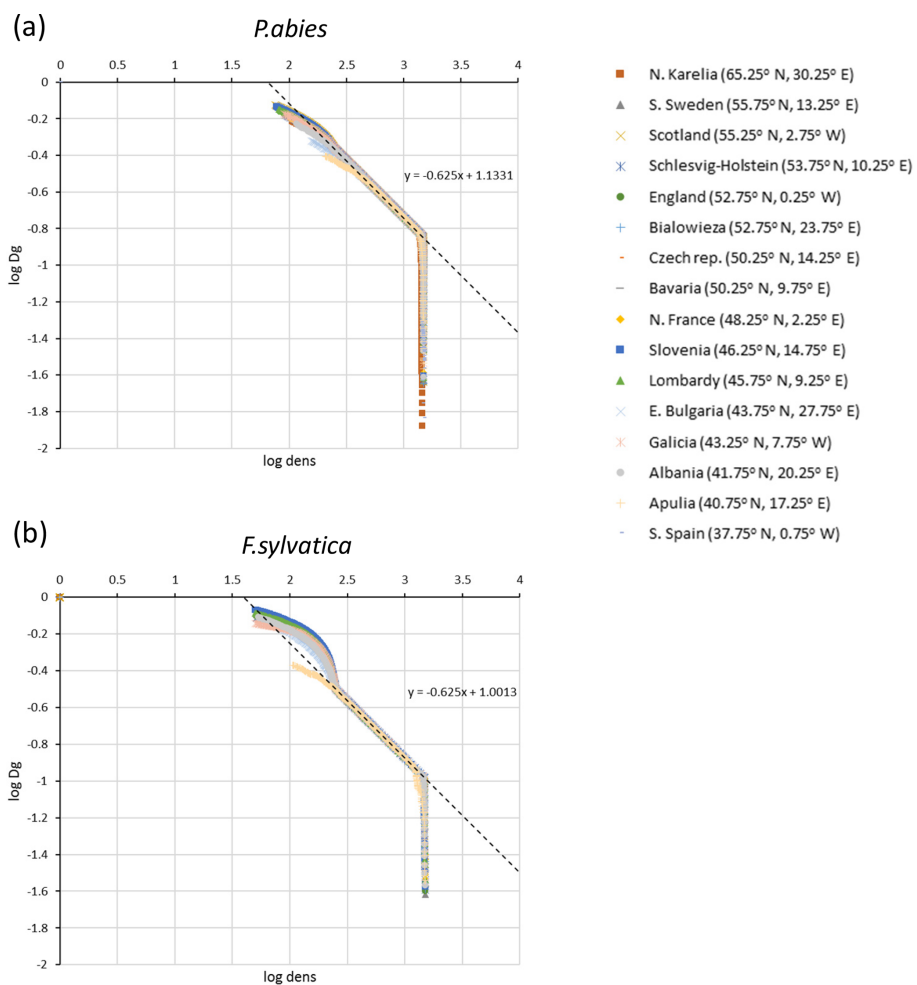 (a)
P.abies
0 0.5 1 1.5 2 2.5 3 3.5 4
0
-0.2
-0.4
-0.6
-0.8
-1
-1.2
-1.4
-1.6
-1.8
-2
log Dg
y = -0.625x + 1.1331
log dens
N. Karelia (65.25° N, 30.25° E)
S. Sweden (55.75° N, 13.25° E)
Scotland (55.25° N, 2.75° W)
Schlesvig-Holstein (53.75° N, 10.25° E)
England (52.75° N, 0.25° W)
Bialowieza (52.75° N, 23.75° E)
Czech rep. (50.25° N, 14.25° E)
Bavaria (50.25° N, 9.75° E)
N. France (48.25° N, 2.25° E)
Slovenia (46.25° N, 14.75° E)
Lombardy (45.75° N, 9.25° E)
E. Bulgaria (43.75° N, 27.75° E)
Galicia (43.25° N, 7.75° W)
Albania (41.75° N, 20.25° E)
Apulia (40.75° N, 17.25° E)
S. Spain (37.75° N, 0.75° W)
(b)
F.sylvatica
0 0.5 1 1.5 2 2.5 3 3.5 4
0
-0.2
-0.4
-0.6
-0.8
-1
-1.2
-1.4
-1.6
-1.8
-2
log Dg
y = -0.625x + 1.0013
log dens